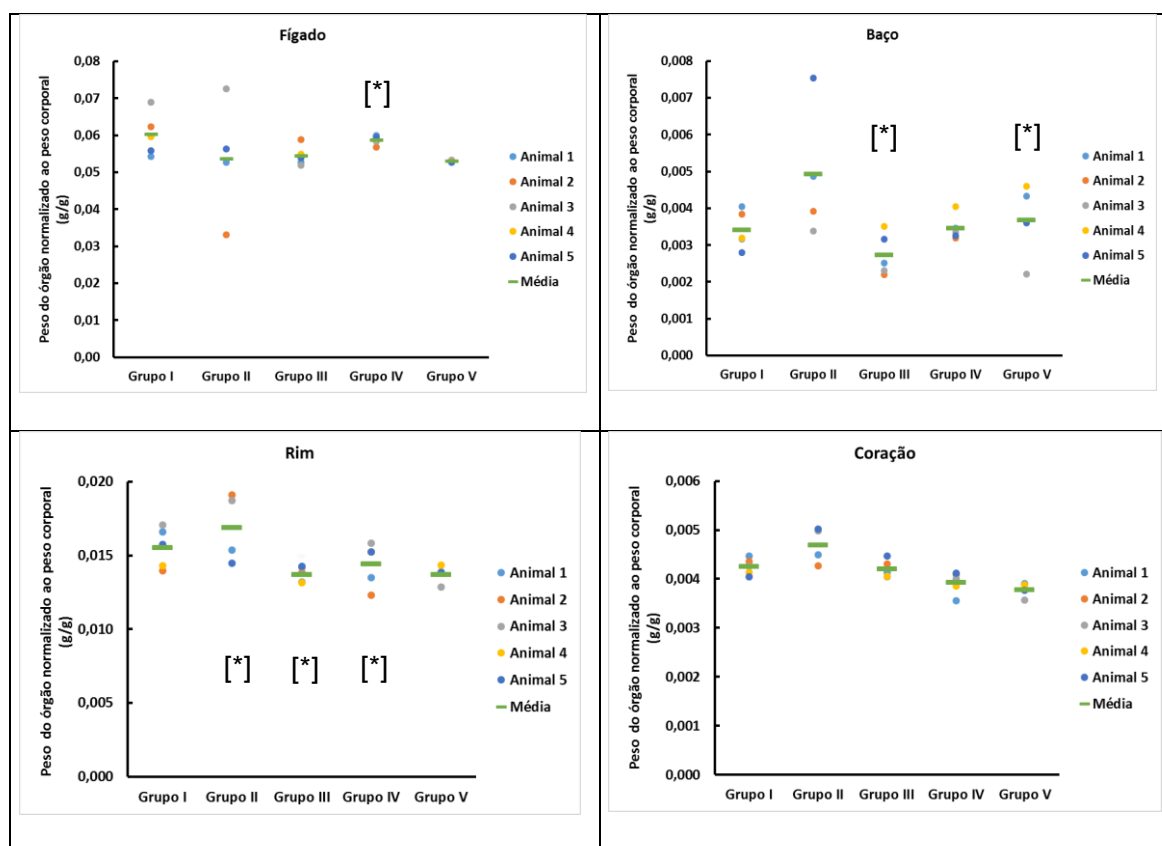 Fígado
Peso do órgão normalizado ao peso corporal
(g/g)
0,08
0,07
0,06
0,05
0,04
0,03
0,02
0,01
0,00
[*]
Grupo I Grupo II Grupo III Grupo IV Grupo V
Animal 1
Animal 2
Animal 3
Animal 4
Animal 5
Média
Baço
Peso do órgão normalizado ao peso corporal
(g/g)
0,008
0,007
0,006
0,005
0,004
0,003
0,002
0,001
0,000
[*] [*]
Grupo I Grupo II Grupo III Grupo IV Grupo V
Animal 1
Animal 2
Animal 3
Animal 4
Animal 5
Média
Rim
Peso do órgão normalizado ao peso corporal
(g/g)
0,020
0,015
0,010
0,005
0,000
[*] [*] [*]
Grupo I Grupo II Grupo III Grupo IV Grupo V
Animal 1
Animal 2
Animal 3
Animal 4
Animal 5
Média
Coração
Peso do órgão normalizado ao peso corporal
(g/g)
0,006
0,005
0,004
0,003
0,002
0,001
0,000
Grupo I Grupo II Grupo III Grupo IV Grupo V
Animal 1
Animal 2
Animal 3
Animal 4
Animal 5
Média